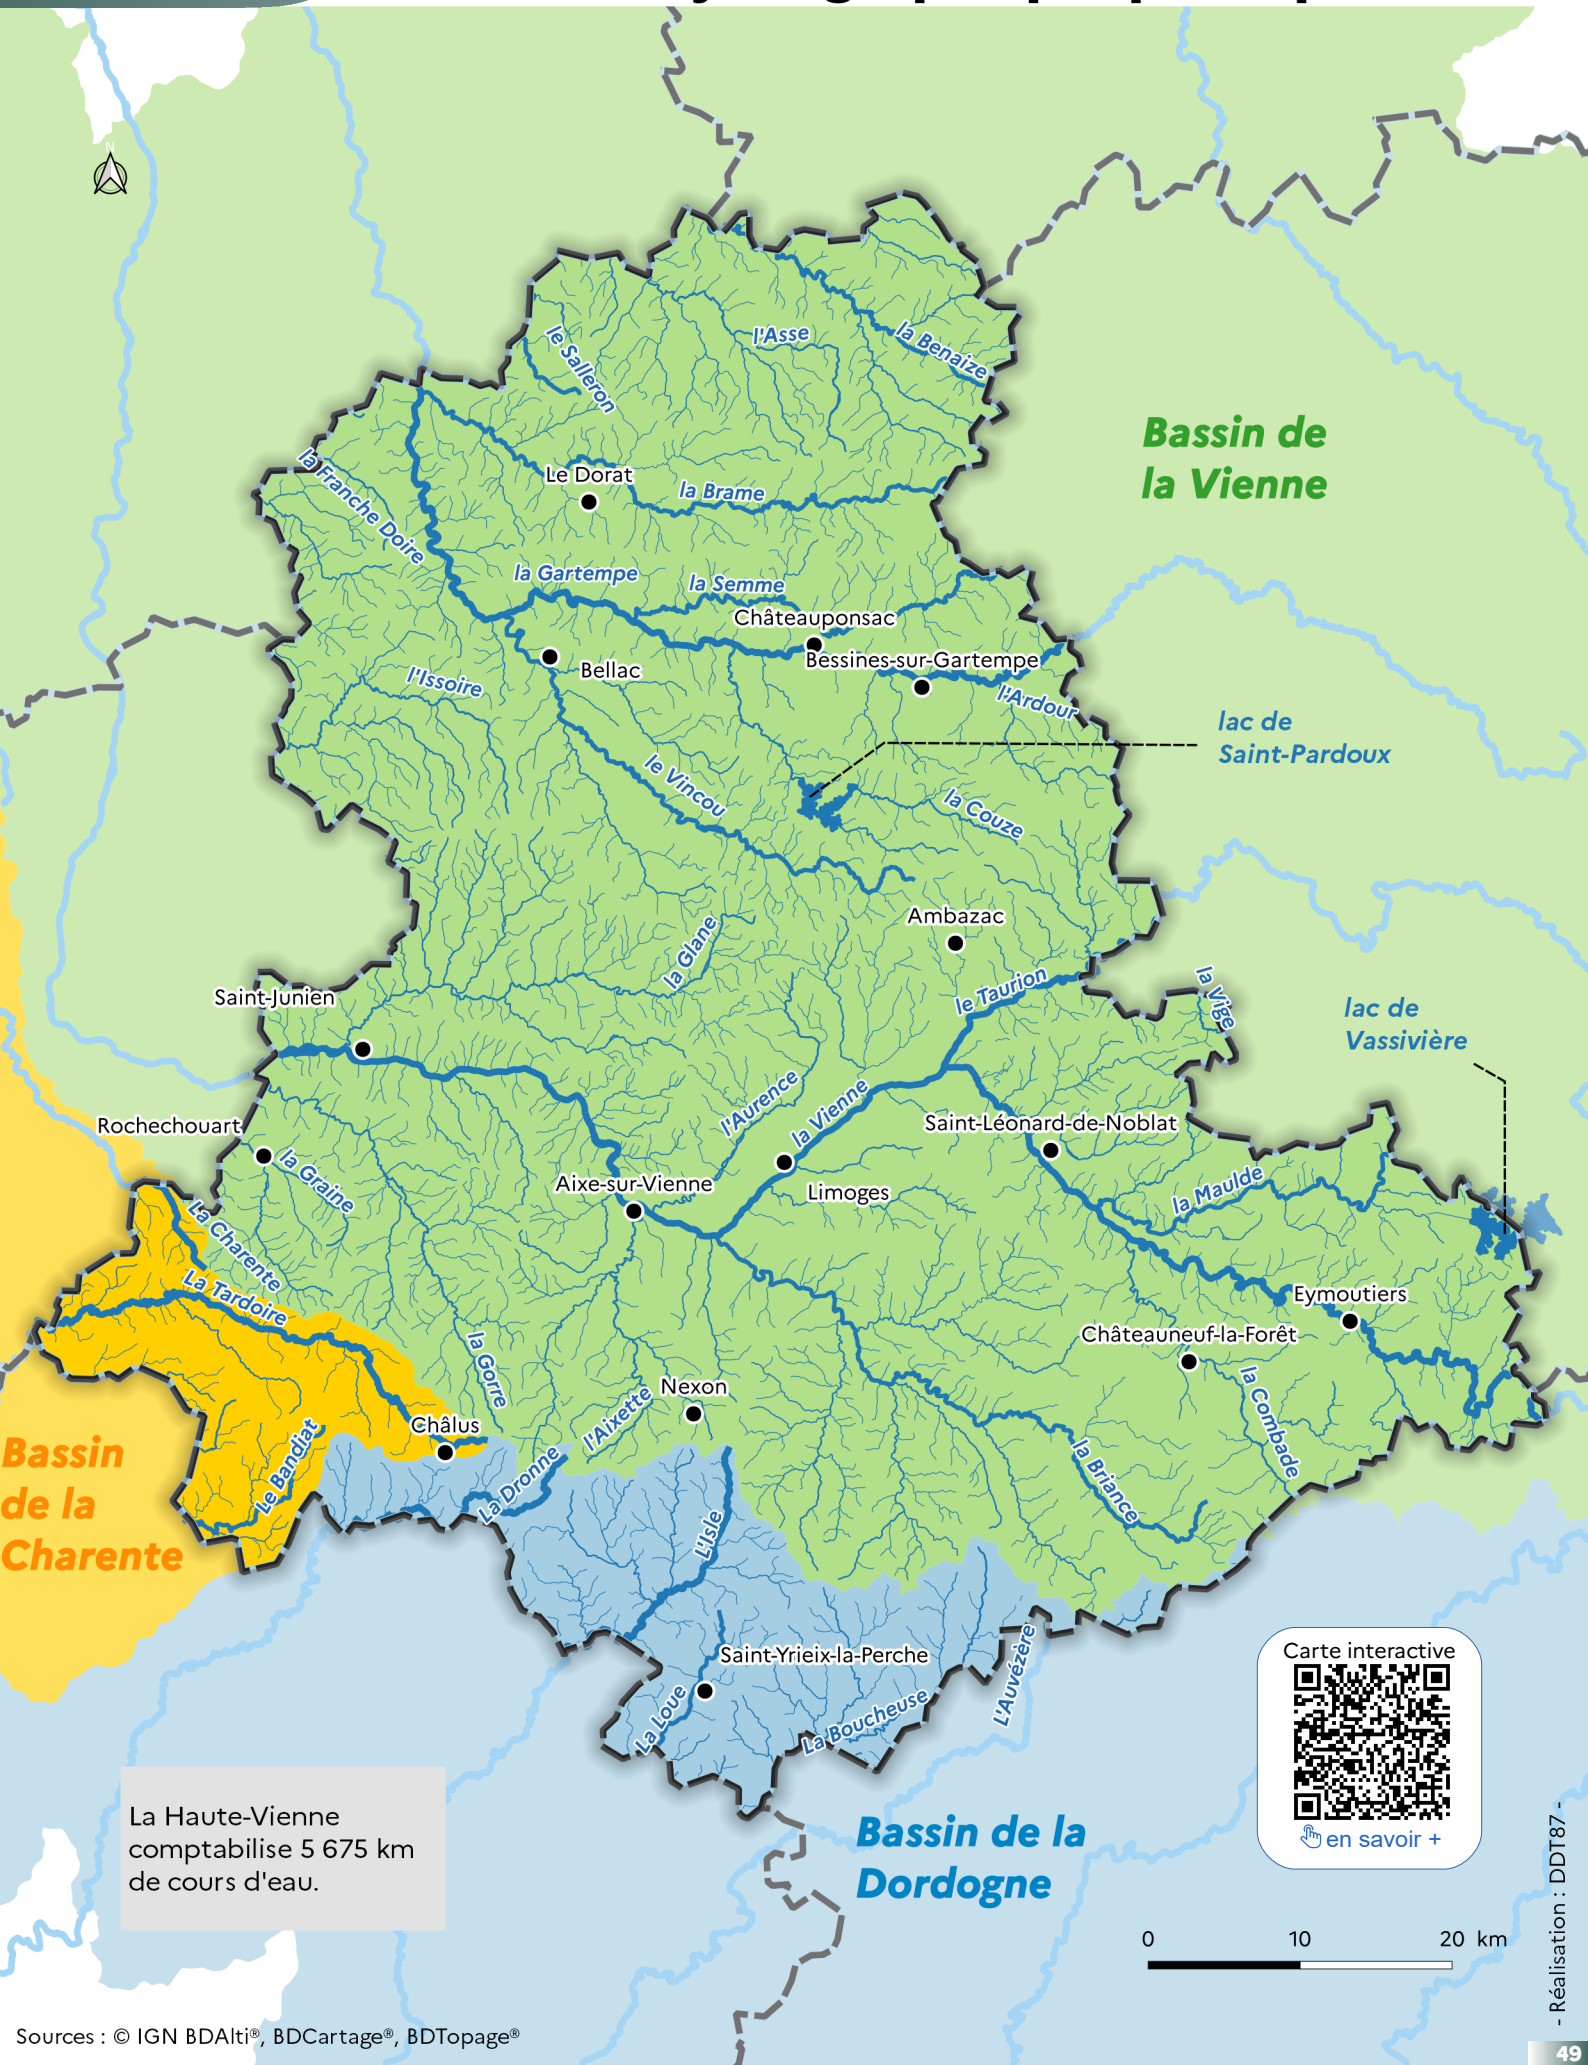 N
le Salleron
l'Asse
la Benaize
Bassin de
la Vienne
la Franche Doire
Le Dorat
la Brame
la Gartempe
la Semme
Châteauponsac
Bellac
Bessines-sur-Gartempe
l'Issoire
l'Ardour
lac de
Saint-Pardoux
le Vincou
la Couze
Ambazac
la Glane
Saint-Junien
le Taurion
la Vige
lac de
Vassivière
Rochechouart
l'Aurence
la Vienne
Saint-Léonard-de-Noblat
la Graine
Aixe-sur-Vienne
Limoges
la Maulde
La Charente
La Tardoire
Eymoutiers
Châteauneuf-la-Forêt
la Gorre
Nexon
l'Aixette
la Combade
Châlus
Bassin
de la
Charente
Le Bandiat
La Dronne
la Briance
L'Isle
Saint-Yrieix-la-Perche
La Loue
La Boucheuse
L'Auvézère
Carte interactive
en savoir +
La Haute-Vienne
comptabilise 5 675 km
de cours d'eau.
Bassin de la
Dordogne
0 10 20 km
- Réalisation : DDT87 -
Sources : © IGN BDAlti®, BDCartage®, BDTopage®
49